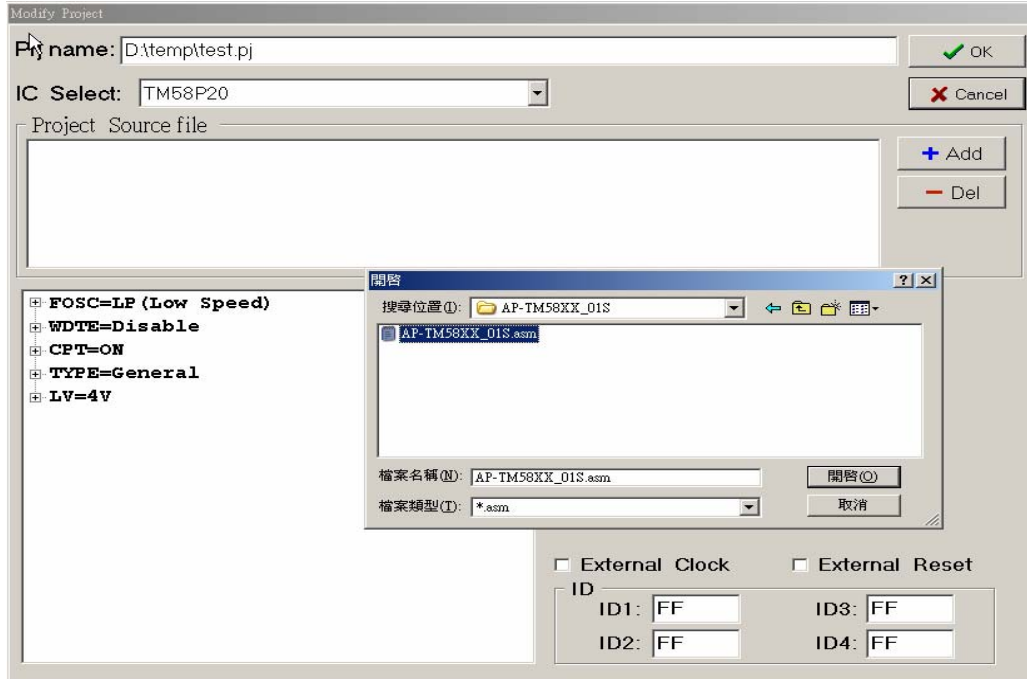 Modify Project
Prj name: D:\temp\test.pj
OK
IC Select: TM58P20
Cancel
Project Source file
Add
Del
開啓
搜尋位置(I): AP-TM58XX_01S
AP-TM58XX_01S.asm
檔案名稱(N): AP-TM58XX_01S.asm
開啓(O)
檔案類型(T): *.asm
取消
FOSC=LP(Low Speed)
WDTE=Disable
CPT=ON
TYPE=General
LV=4V
External Clock
External Reset
ID
ID1: FF
ID3: FF
ID2: FF
ID4: FF